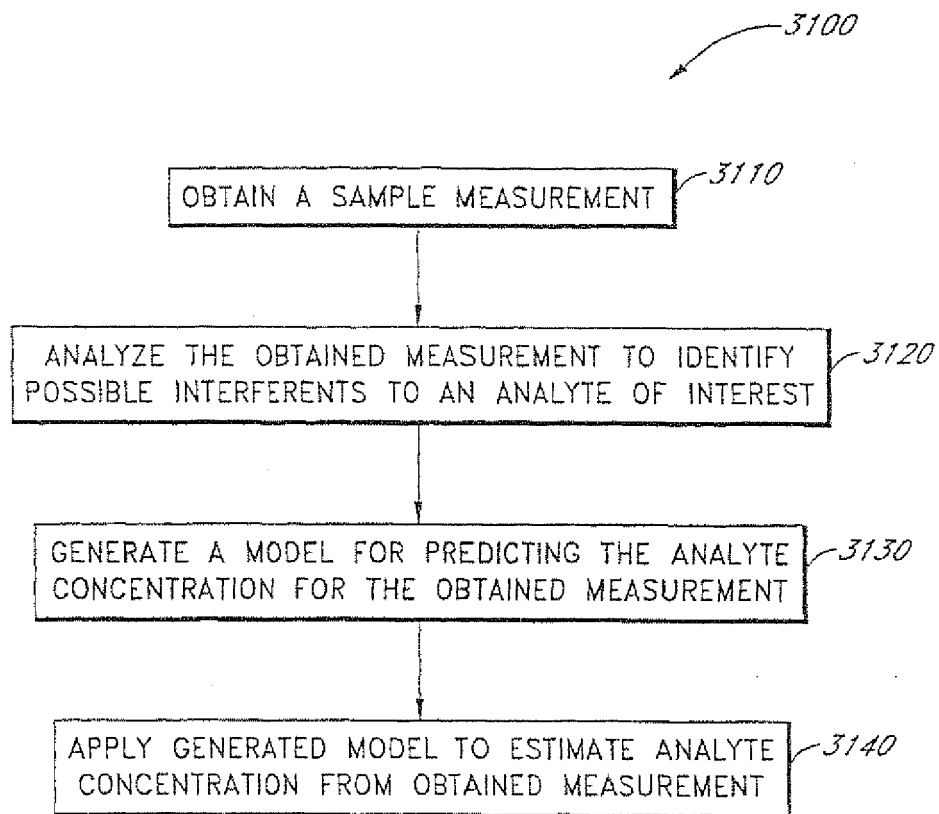 3100
OBTAIN A SAMPLE MEASUREMENT
3110
ANALYZE THE OBTAINED MEASUREMENT TO IDENTIFY
POSSIBLE INTERFERENTS TO AN ANALYTE OF INTEREST
3120
GENERATE A MODEL FOR PREDICTING THE ANALYTE
CONCENTRATION FOR THE OBTAINED MEASUREMENT
3130
APPLY GENERATED MODEL TO ESTIMATE ANALYTE
CONCENTRATION FROM OBTAINED MEASUREMENT
3140